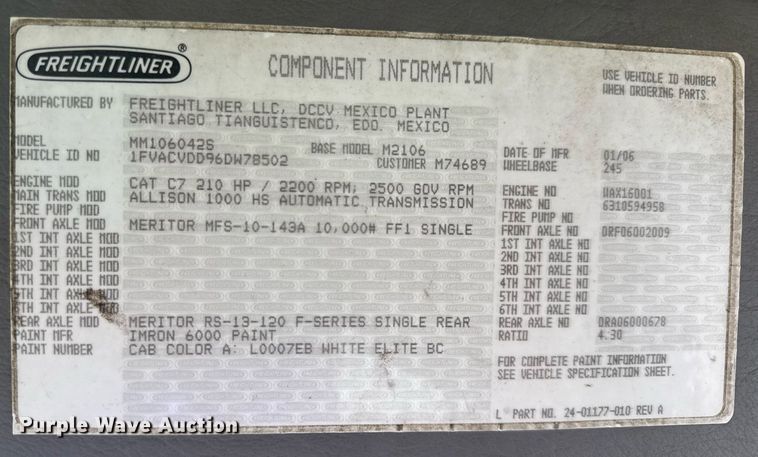 FREIGHTLINER ®
COMPONENT INFORMATION
USE VEHICLE ID NUMBER
WHEN ORDERING PARTS.
MANUFACTURED BY FREIGHTLINER LLC, DCCV MEXICO PLANT
SANTIAGO TIANGUISTENCO, EDO. MEXICO
MODEL MM106042S BASE MODEL M2106
VEHICLE ID NO 1FVACVDD96DW78502 CUSTOMER M74689
DATE OF MFR 01/06
WHEELBASE 245
ENGINE MOD CAT C7 210 HP / 2200 RPM; 2500 GOV RPM
MAIN TRANS MOD ALLISON 1000 HS AUTOMATIC TRANSMISSION
FIRE PUMP MOD
FRONT AXLE MOD MERITOR MFS-10-143A 10,000# FF1 SINGLE
1ST INT AXLE MOD
2ND INT AXLE MOD
3RD INT AXLE MOD
4TH INT AXLE MOD
5TH INT AXLE MOD
6TH INT AXLE MOD
REAR AXLE MOD MERITOR RS-13-120 F-SERIES SINGLE REAR
PAINT MFR IMRON 6000 PAINT
PAINT NUMBER CAB COLOR A: L0007EB WHITE ELITE BC
ENGINE NO WAX16001
TRANS NO 6310594958
FIRE PUMP NO
FRONT AXLE NO DRF06002009
1ST INT AXLE NO
2ND INT AXLE NO
3RD INT AXLE NO
4TH INT AXLE NO
5TH INT AXLE NO
6TH INT AXLE NO
REAR AXLE NO DRA06000678
RATIO 4.30
FOR COMPLETE PAINT INFORMATION
SEE VEHICLE SPECIFICATION SHEET.
L PART NO. 24-01177-010 REV A
Purple Wave Auction